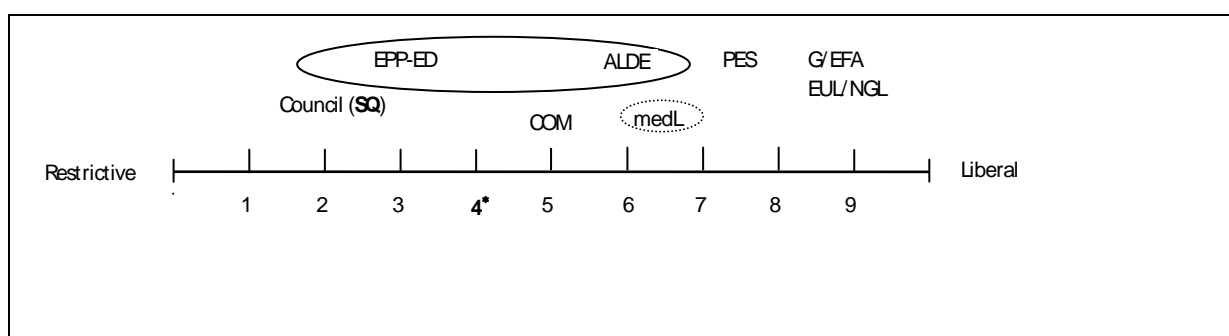 EPP-ED ALDE PES G/EFA
EUL/NGL
Council (SQ)
COM medL
Restrictive Liberal
1 2 3 4* 5 6 7 8 9